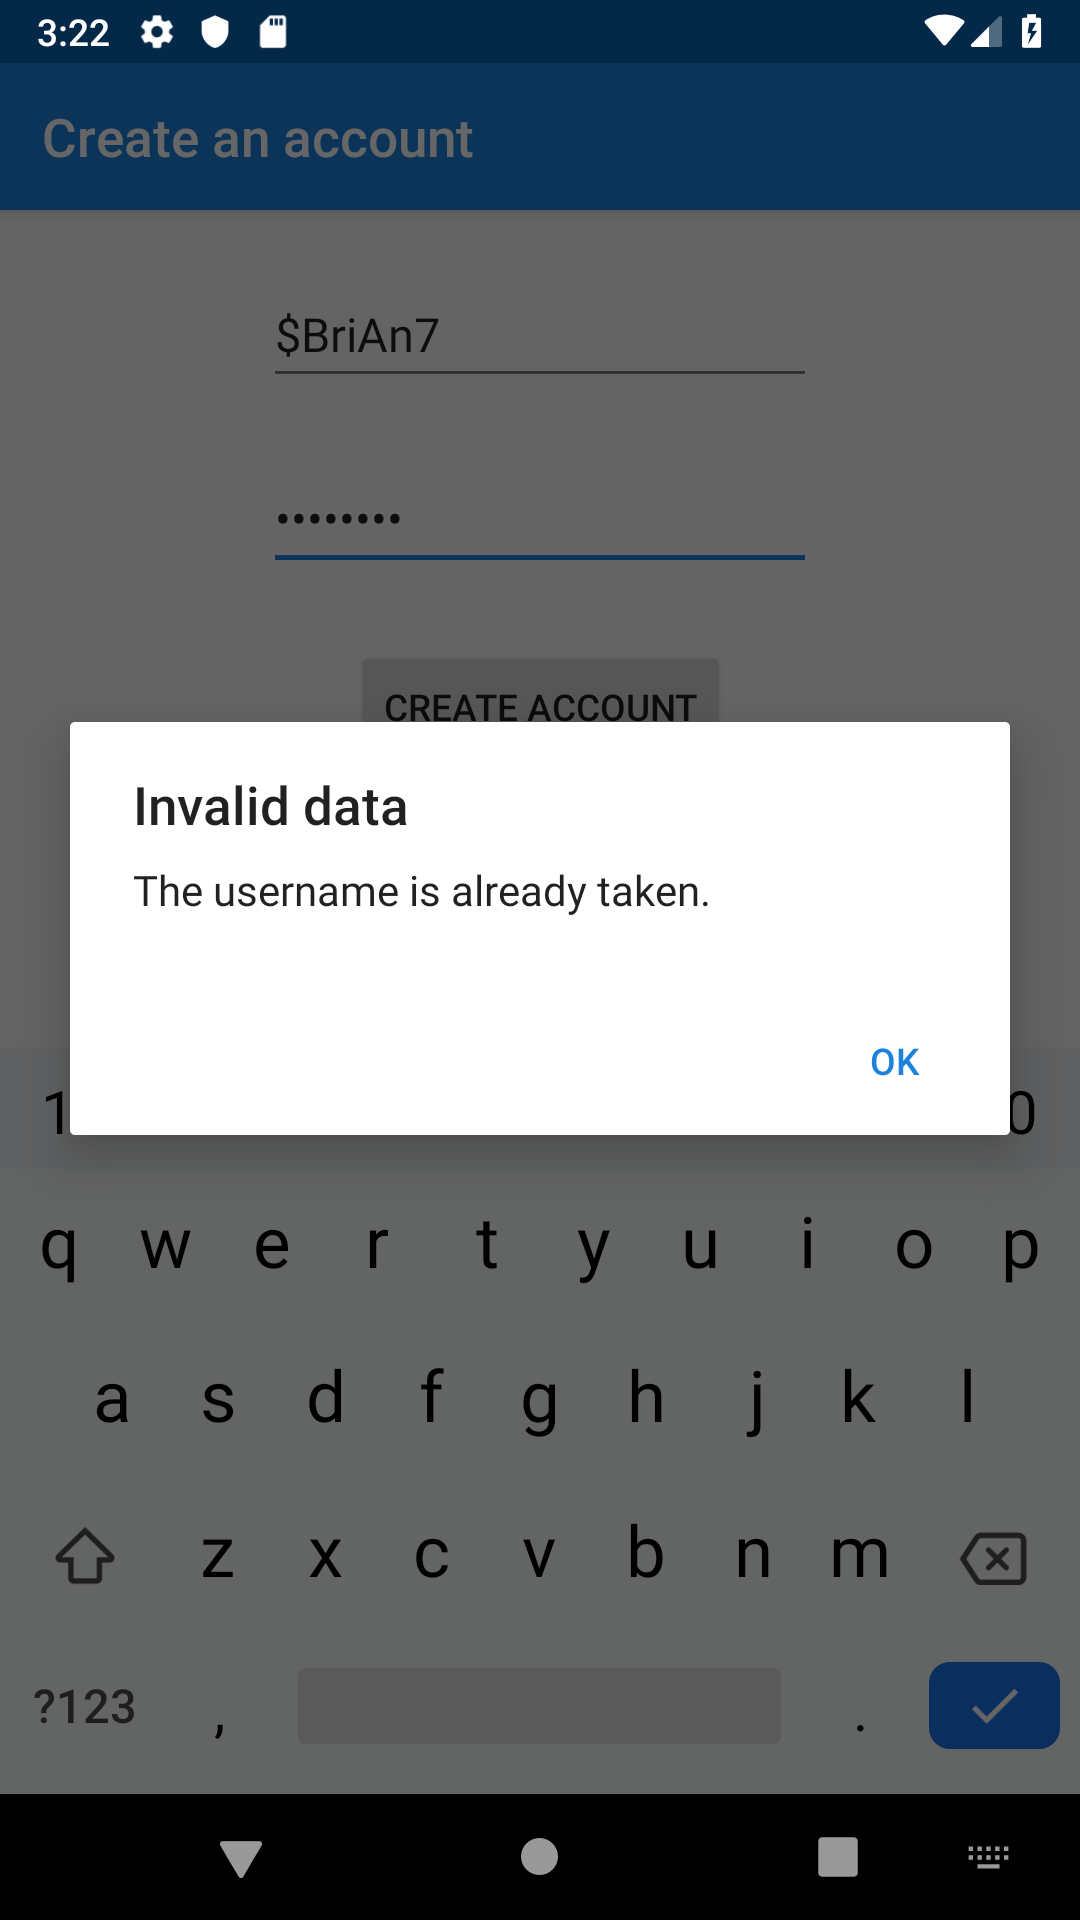 3:22
Create an account
$BriAn7
••••••••
CREATE ACCOUNT
Invalid data
The username is already taken.
OK
1 0
q w e r t y u i o p
a s d f g h j k l
z x c v b n m
?123 , .